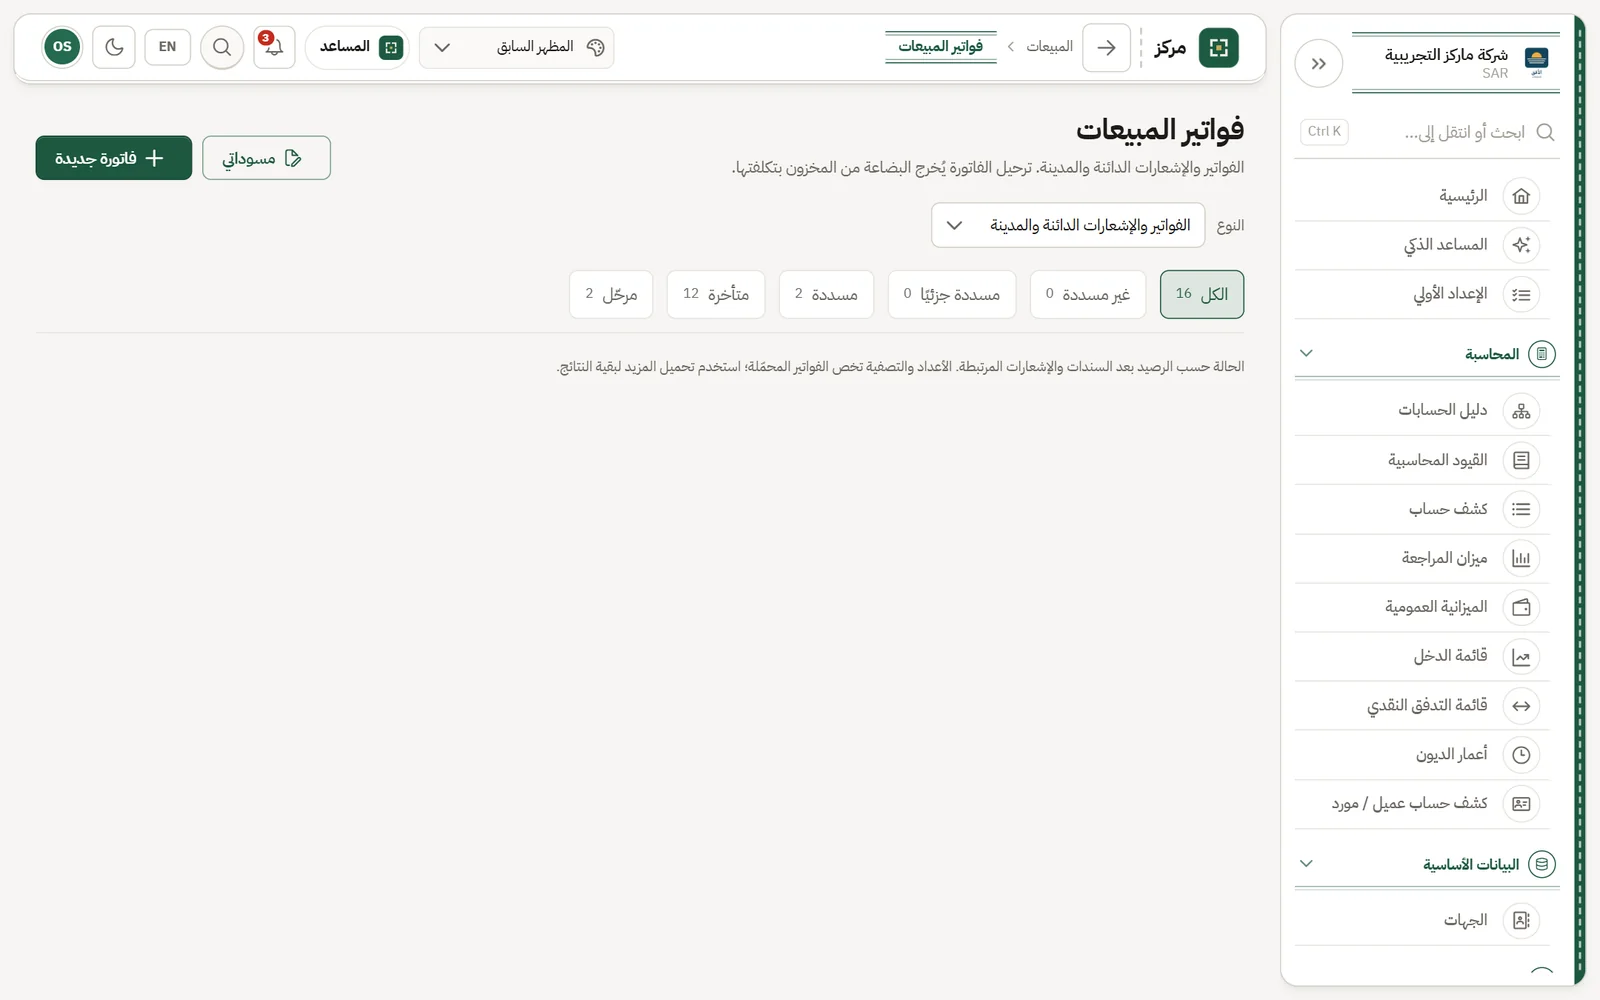 شركة ماركز التجريبية
SAR
ابحث أو انتقل إلى...
Ctrl K
الرئيسية
المساعد الذكي
الإعداد الأولي
المحاسبة
دليل الحسابات
القيود المحاسبية
كشف حساب
ميزان المراجعة
الميزانية العمومية
قائمة الدخل
قائمة التدفق النقدي
أعمار الديون
كشف حساب عميل / مورد
البيانات الأساسية
الجهات
مركز
المبيعات
فواتير المبيعات
المظهر السابق
المساعد
3
EN
OS
فواتير المبيعات
الفواتير والإشعارات الدائنة والمدينة. ترحيل الفاتورة يُخرج البضاعة من المخزون بتكلفتها.
مسوداتي
فاتورة جديدة
النوع
الفواتير والإشعارات الدائنة والمدينة
الكل 16
غير مسددة 0
مسددة جزئيًا 0
مسددة 2
متأخرة 12
مرحّل 2
الحالة حسب الرصيد بعد السندات والإشعارات المرتبطة. الأعداد والتصفية تخص الفواتير المحمّلة؛ استخدم تحميل المزيد لبقية النتائج.